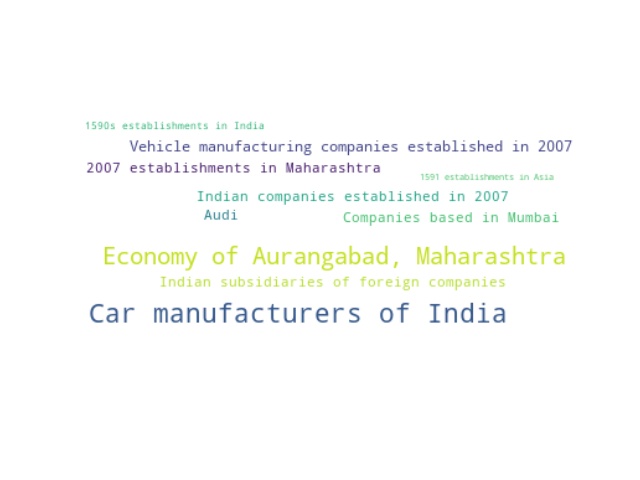 1590s establishments in India
Vehicle manufacturing companies established in 2007
2007 establishments in Maharashtra
1591 establishments in Asia
Indian companies established in 2007
Audi
Companies based in Mumbai
Economy of Aurangabad, Maharashtra
Indian subsidiaries of foreign companies
Car manufacturers of India